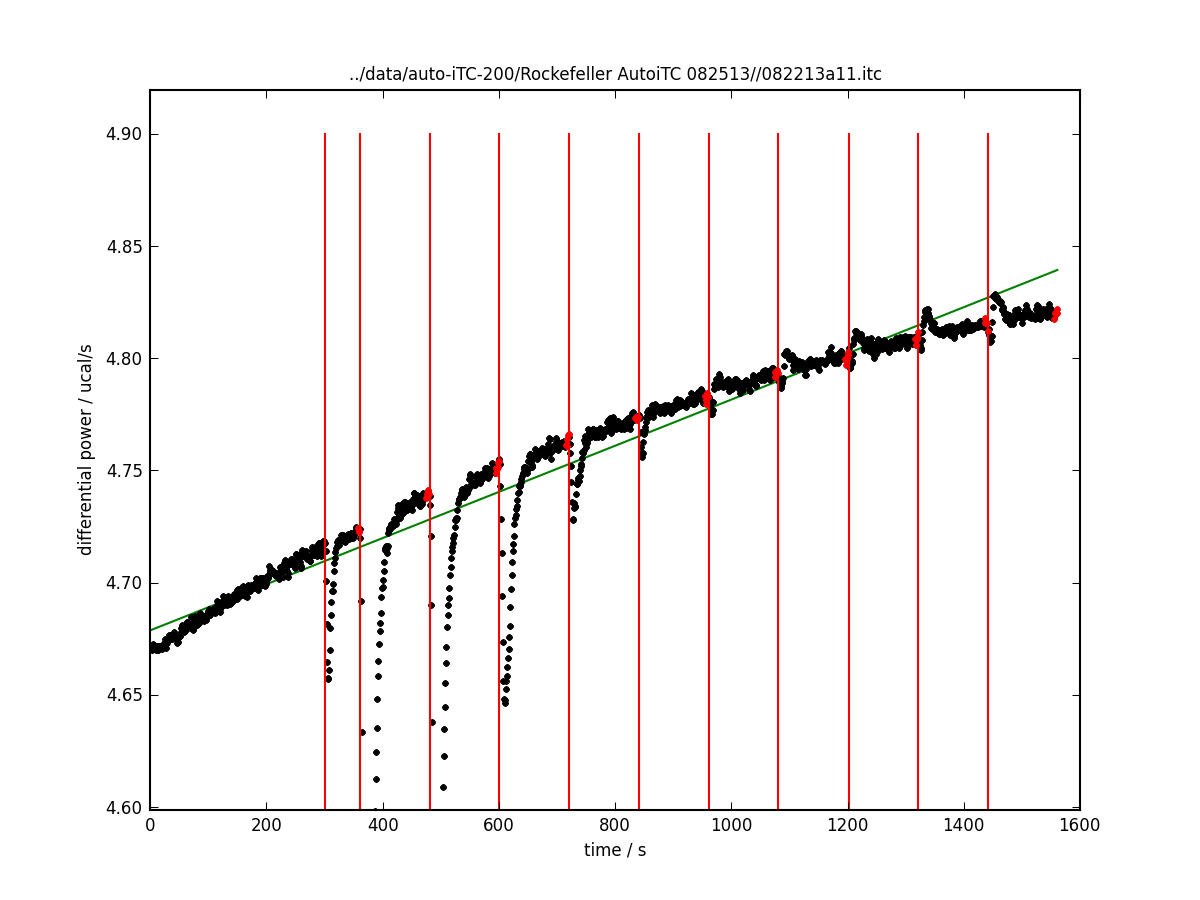 ../data/auto-iTC-200/Rockefeller AutoiTC 082513//082213a11.itc
4.90
4.85
4.80
4.75
4.70
4.65
4.60
differential power / ucal/s
0 200 400 600 800 1000 1200 1400 1600
time / s